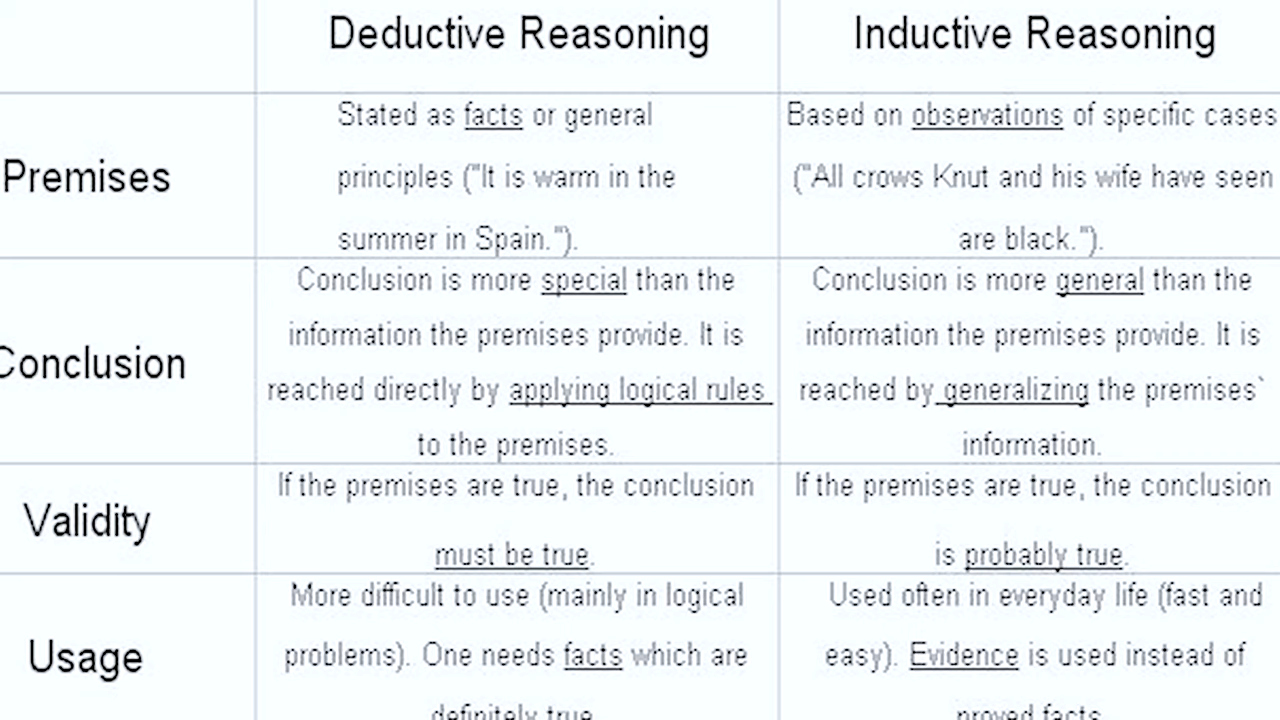 Deductive Reasoning
Inductive Reasoning
Premises
Stated as facts or general
principles ("It is warm in the
summer in Spain.").
Based on observations of specific cases
("All crows Knut and his wife have seen
are black.").
Conclusion
Conclusion is more special than the
information the premises provide. It is
reached directly by applying logical rules
to the premises.
Conclusion is more general than the
information the premises provide. It is
reached by generalizing the premises`
information.
Validity
If the premises are true, the conclusion
must be true.
If the premises are true, the conclusion
is probably true.
Usage
More difficult to use (mainly in logical
problems). One needs facts which are
definitely true.
Used often in everyday life (fast and
easy). Evidence is used instead of
proved facts.